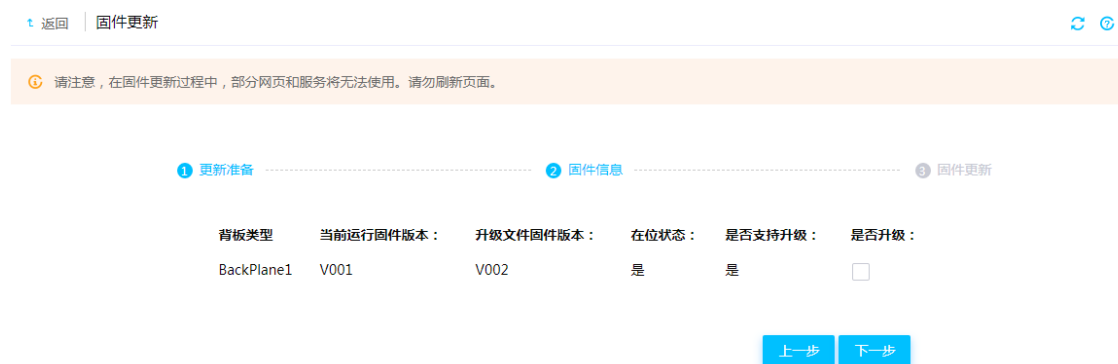 返回 固件更新
请注意，在固件更新过程中，部分网页和服务将无法使用。请勿刷新页面。
1 更新准备 2 固件信息 3 固件更新
背板类型 当前运行固件版本： 升级文件固件版本： 在位状态： 是否支持升级： 是否升级：
BackPlane1 V001 V002 是 是
上一步 下一步